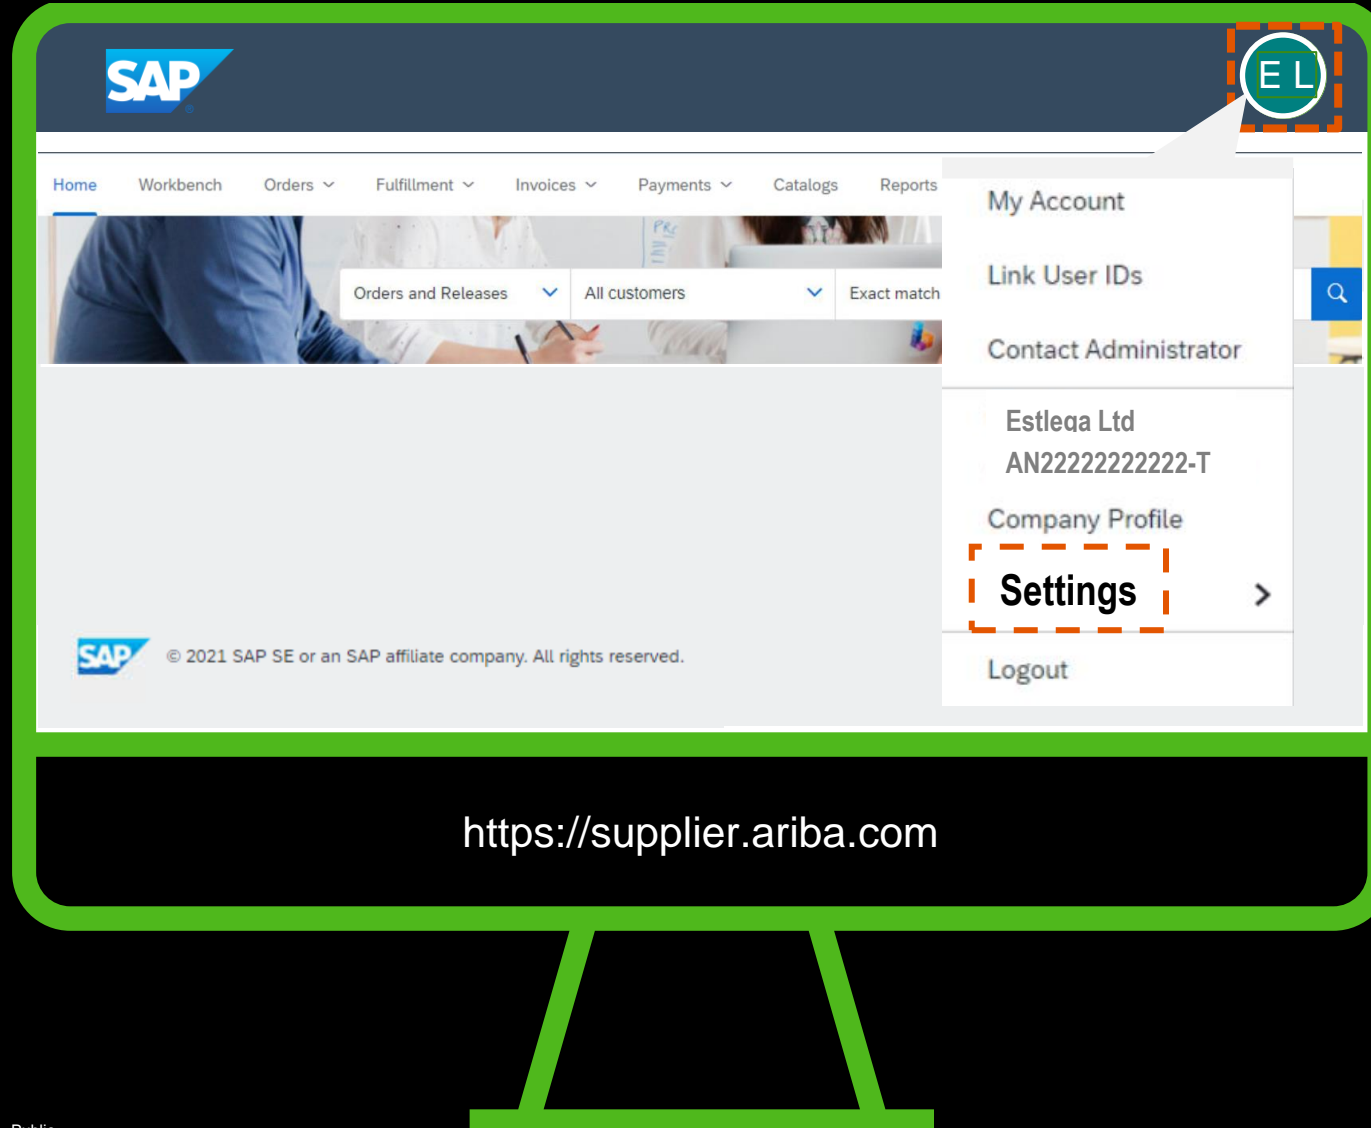 SAP
E L
Home Workbench Orders Fulfillment Invoices Payments Catalogs Reports
My Account
Link User IDs
Orders and Releases All customers Exact match
Contact Administrator
Estlega Ltd
AN22222222222-T
Company Profile
Settings
SAP © 2021 SAP SE or an SAP affiliate company. All rights reserved.
Logout
https://supplier.ariba.com